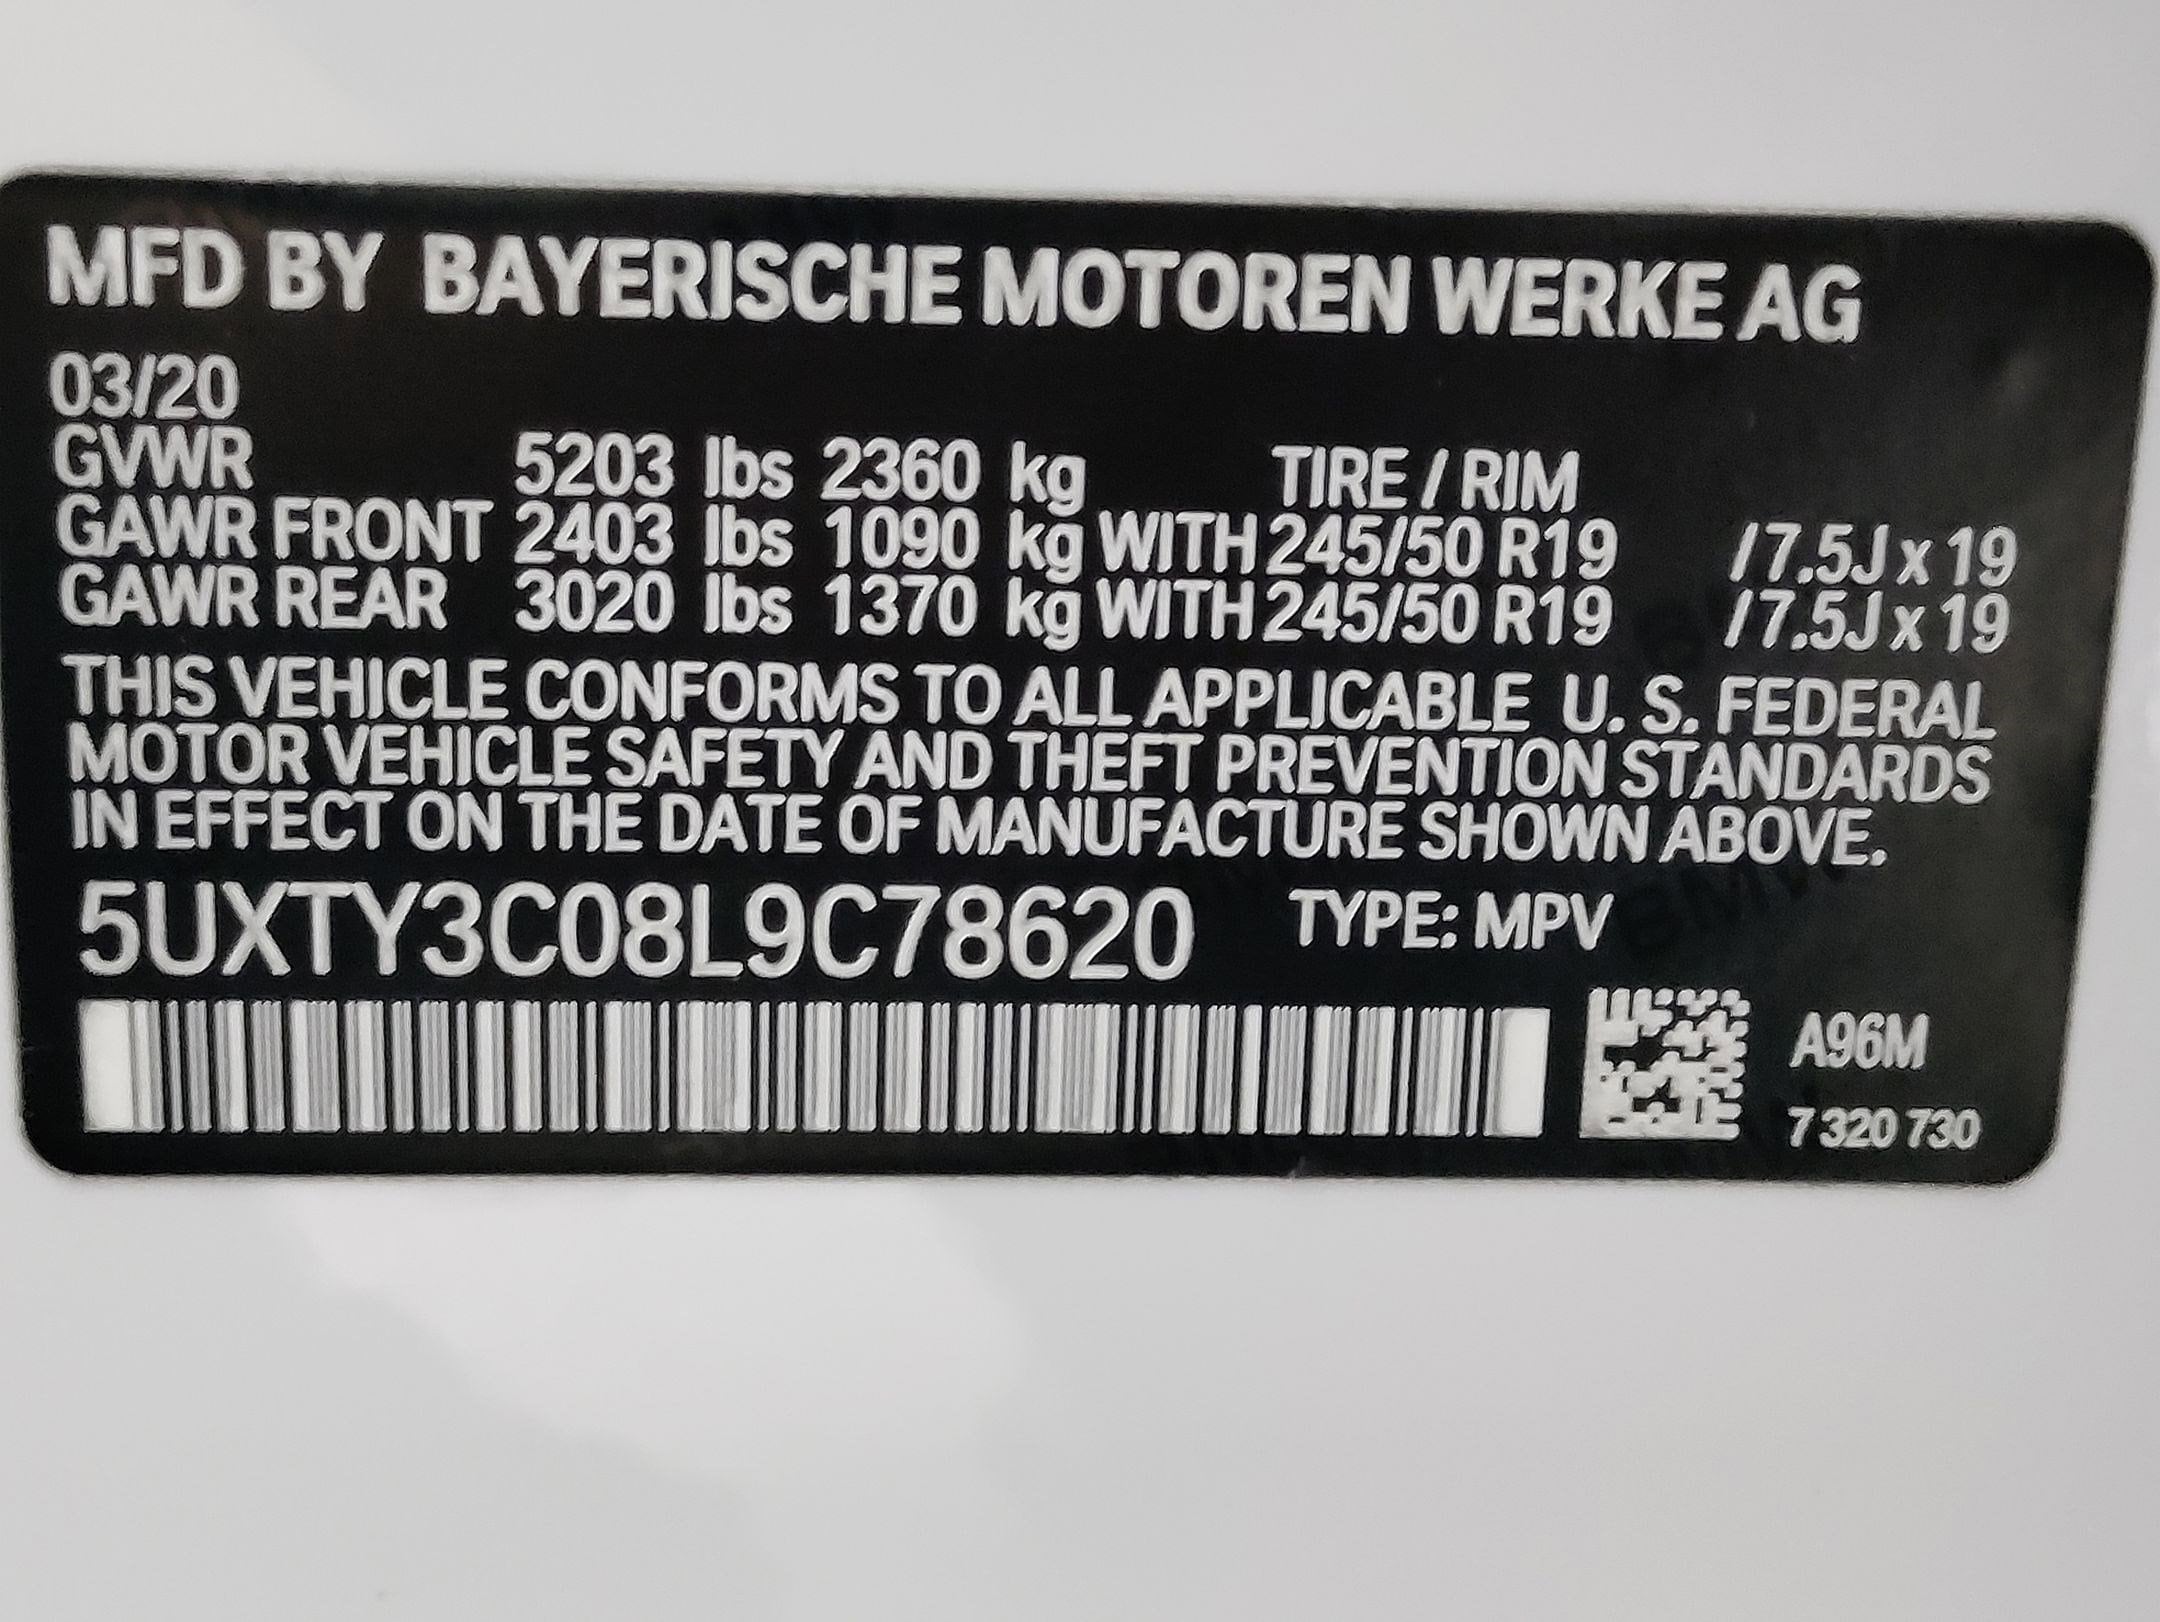 MFD BY BAYERISCHE MOTOREN WERKE AG
03/20
GVWR 5203 lbs 2360 kg TIRE / RIM
GAWR FRONT 2403 lbs 1090 kg WITH 245/50 R19 /7.5J x 19
GAWR REAR 3020 lbs 1370 kg WITH 245/50 R19 /7.5J x 19
THIS VEHICLE CONFORMS TO ALL APPLICABLE U. S. FEDERAL
MOTOR VEHICLE SAFETY AND THEFT PREVENTION STANDARDS
IN EFFECT ON THE DATE OF MANUFACTURE SHOWN ABOVE.
5UXTY3C08L9C78620 TYPE: MPV
A96M
7 320 730